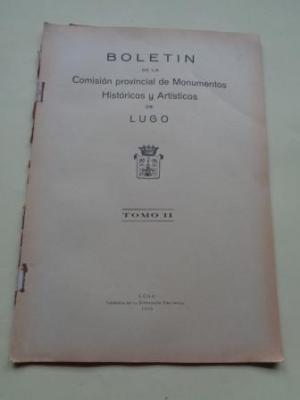 BOLETIN
DE LA
Comisión provincial de Monumentos
Históricos y Artísticos
DE
LUGO
TOMO II
LUGO